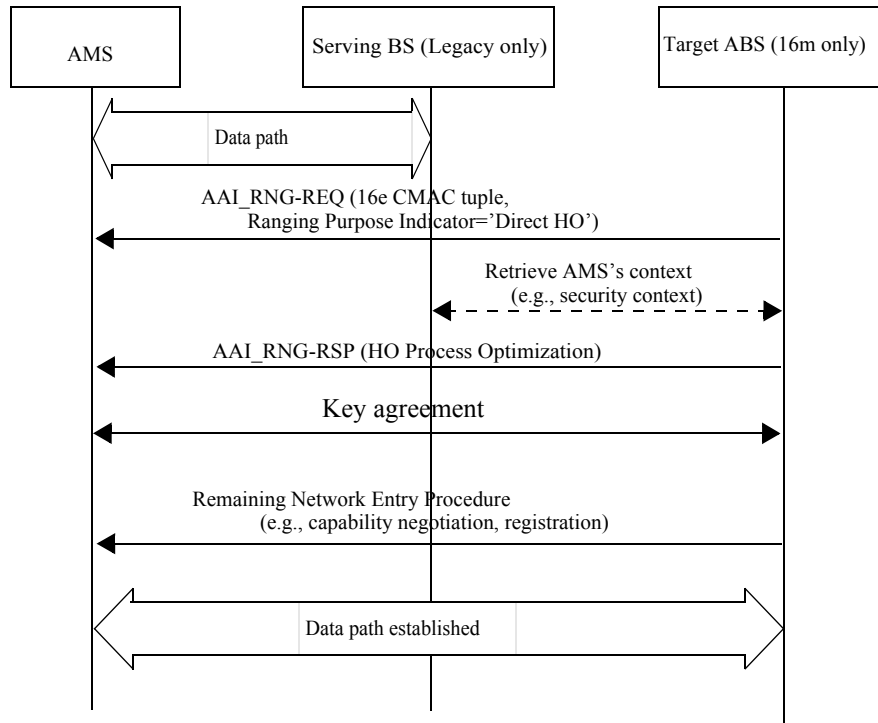 AMS
Serving BS (Legacy only)
Target ABS (16m only)
Data path
AAI_RNG-REQ (16e CMAC tuple,
Ranging Purpose Indicator=’Direct HO’)
Retrieve AMS’s context
(e.g., security context)
AAI_RNG-RSP (HO Process Optimization)
Key agreement
Remaining Network Entry Procedure
(e.g., capability negotiation, registration)
Data path established